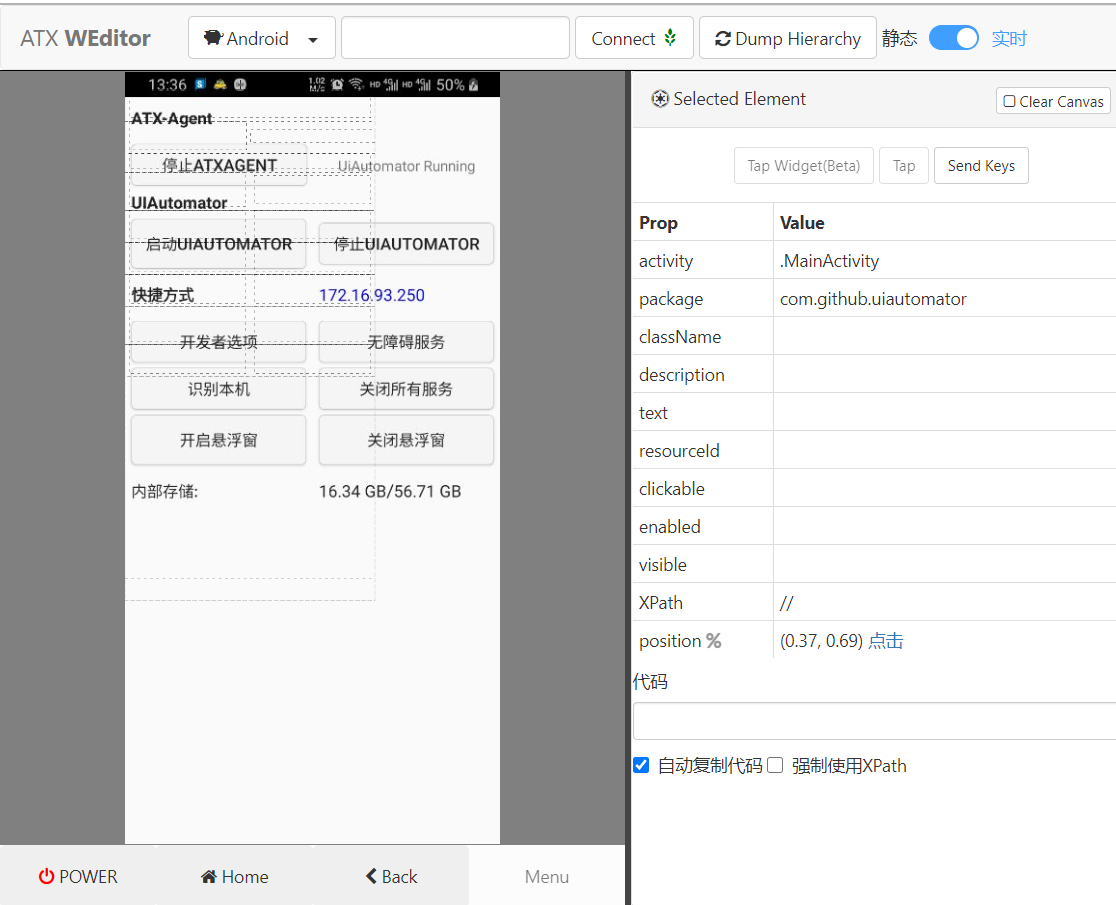 ATX WEditor Android Connect Dump Hierarchy 静态 实时
13:36 1.02 M/s HD 4G HD 4G 50%
ATX-Agent
停止ATXAGENT UiAutomator Running
UIAutomator
启动UIAUTOMATOR 停止UIAUTOMATOR
快捷方式 172.16.93.250
开发者选项 无障碍服务
识别本机 关闭所有服务
开启悬浮窗 关闭悬浮窗
内部存储: 16.34 GB/56.71 GB
POWER Home Back Menu
Selected Element Clear Canvas
Tap Widget(Beta) Tap Send Keys
Prop Value
activity .MainActivity
package com.github.uiautomator
className
description
text
resourceId
clickable
enabled
visible
XPath //
position % (0.37, 0.69) 点击
代码
自动复制代码 强制使用XPath